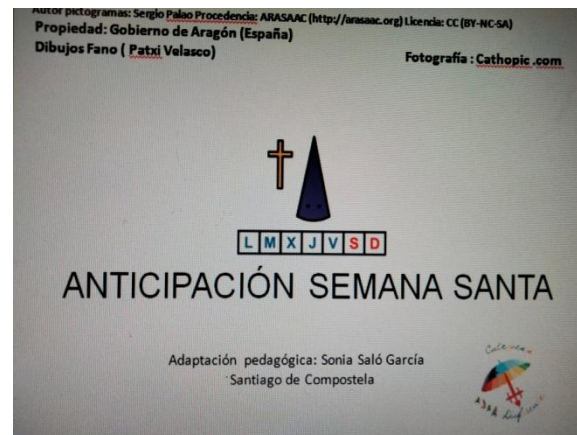 Autor pictogramas: Sergio Palao Procedencia: ARASAAC (http://arasaac.org) Licencia: CC (BY-NC-SA)
Propiedad: Gobierno de Aragón (España)
Dibujos Fano ( Patxi Velasco)
Fotografía : Cathopic .com
L M X J V S D
ANTICIPACIÓN SEMANA SANTA
Adaptación pedagógica: Sonia Saló García
Santiago de Compostela